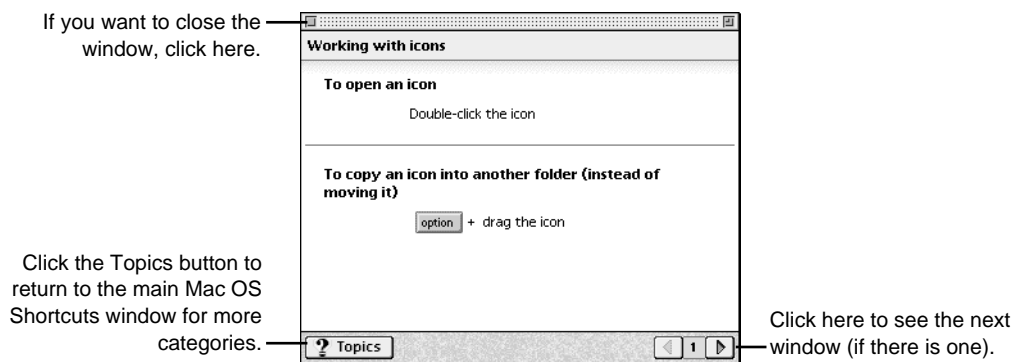 If you want to close the
window, click here.
Working with icons
To open an icon
Double-click the icon
To copy an icon into another folder (instead of
moving it)
option + drag the icon
Click the Topics button to
return to the main Mac OS
Shortcuts window for more
categories.
? Topics
1
Click here to see the next
window (if there is one).